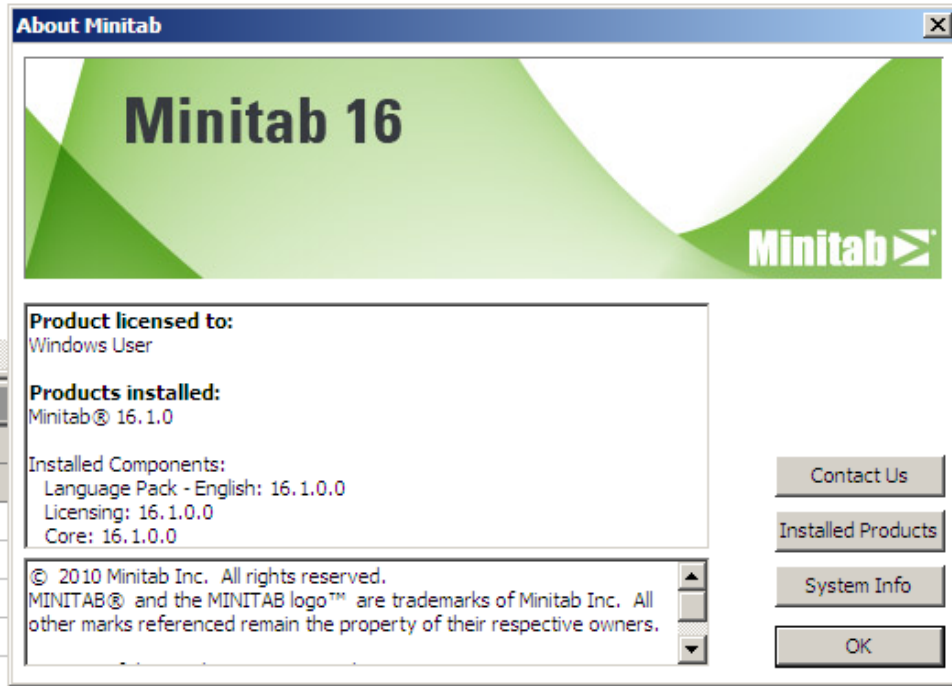 About Minitab
Minitab 16
Minitab
Product licensed to:
Windows User
Products installed:
Minitab® 16.1.0
Installed Components:
Language Pack - English: 16.1.0.0
Licensing: 16.1.0.0
Core: 16.1.0.0
© 2010 Minitab Inc. All rights reserved.
MINITAB® and the MINITAB logo™ are trademarks of Minitab Inc. All
other marks referenced remain the property of their respective owners.
Contact Us
Installed Products
System Info
OK